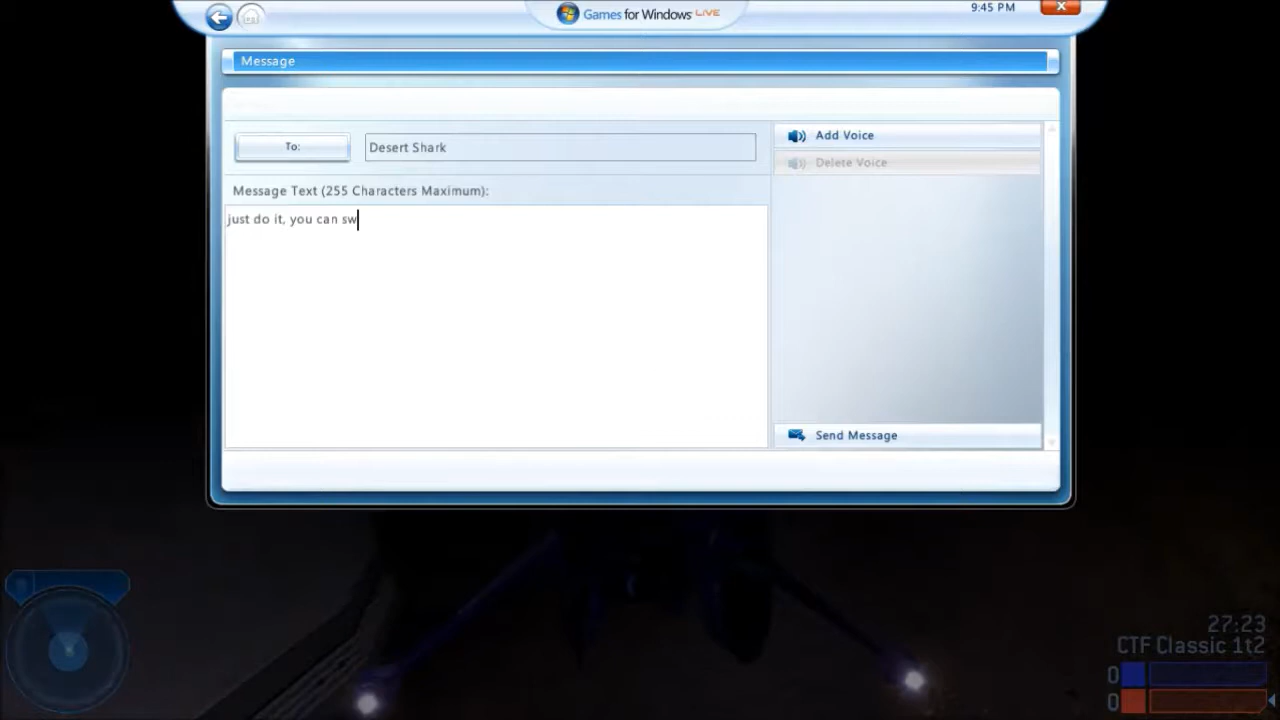 Games for Windows LIVE
9:45 PM
Message
To:
Desert Shark
Add Voice
Delete Voice
Message Text (255 Characters Maximum):
just do it, you can sw
Send Message
27:23
CTF Classic 1t2
0
0